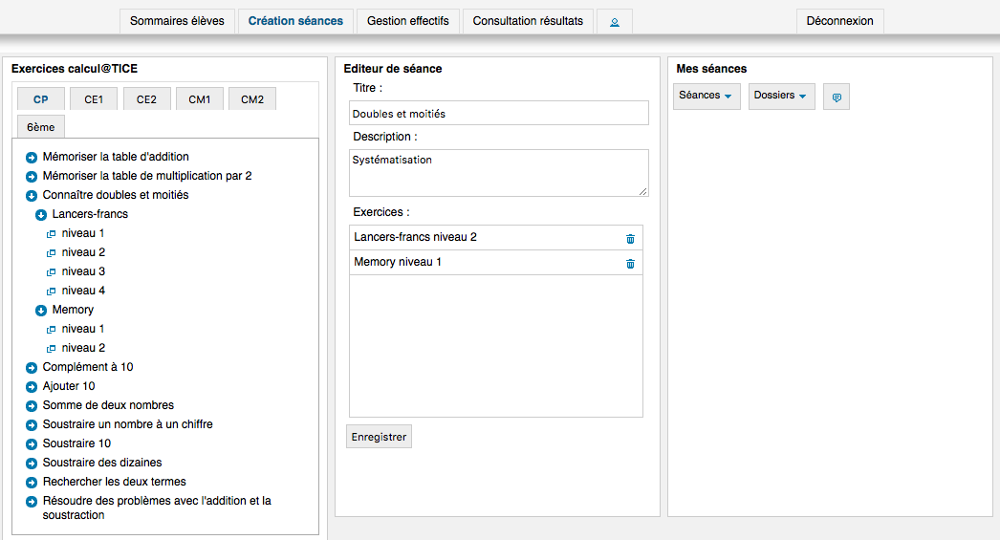 Sommaires élèves
Création séances
Gestion effectifs
Consultation résultats
Déconnexion
Exercices calcul@TICE
CP
CE1
CE2
CM1
CM2
6ème
Mémoriser la table d'addition
Mémoriser la table de multiplication par 2
Connaître doubles et moitiés
Lancers-francs
niveau 1
niveau 2
niveau 3
niveau 4
Memory
niveau 1
niveau 2
Complément à 10
Ajouter 10
Somme de deux nombres
Soustraire un nombre à un chiffre
Soustraire 10
Soustraire des dizaines
Rechercher les deux termes
Résoudre des problèmes avec l'addition et la
soustraction
Editeur de séance
Titre :
Doubles et moitiés
Description :
Systématisation
Exercices :
Lancers-francs niveau 2
Memory niveau 1
Enregistrer
Mes séances
Séances
Dossiers